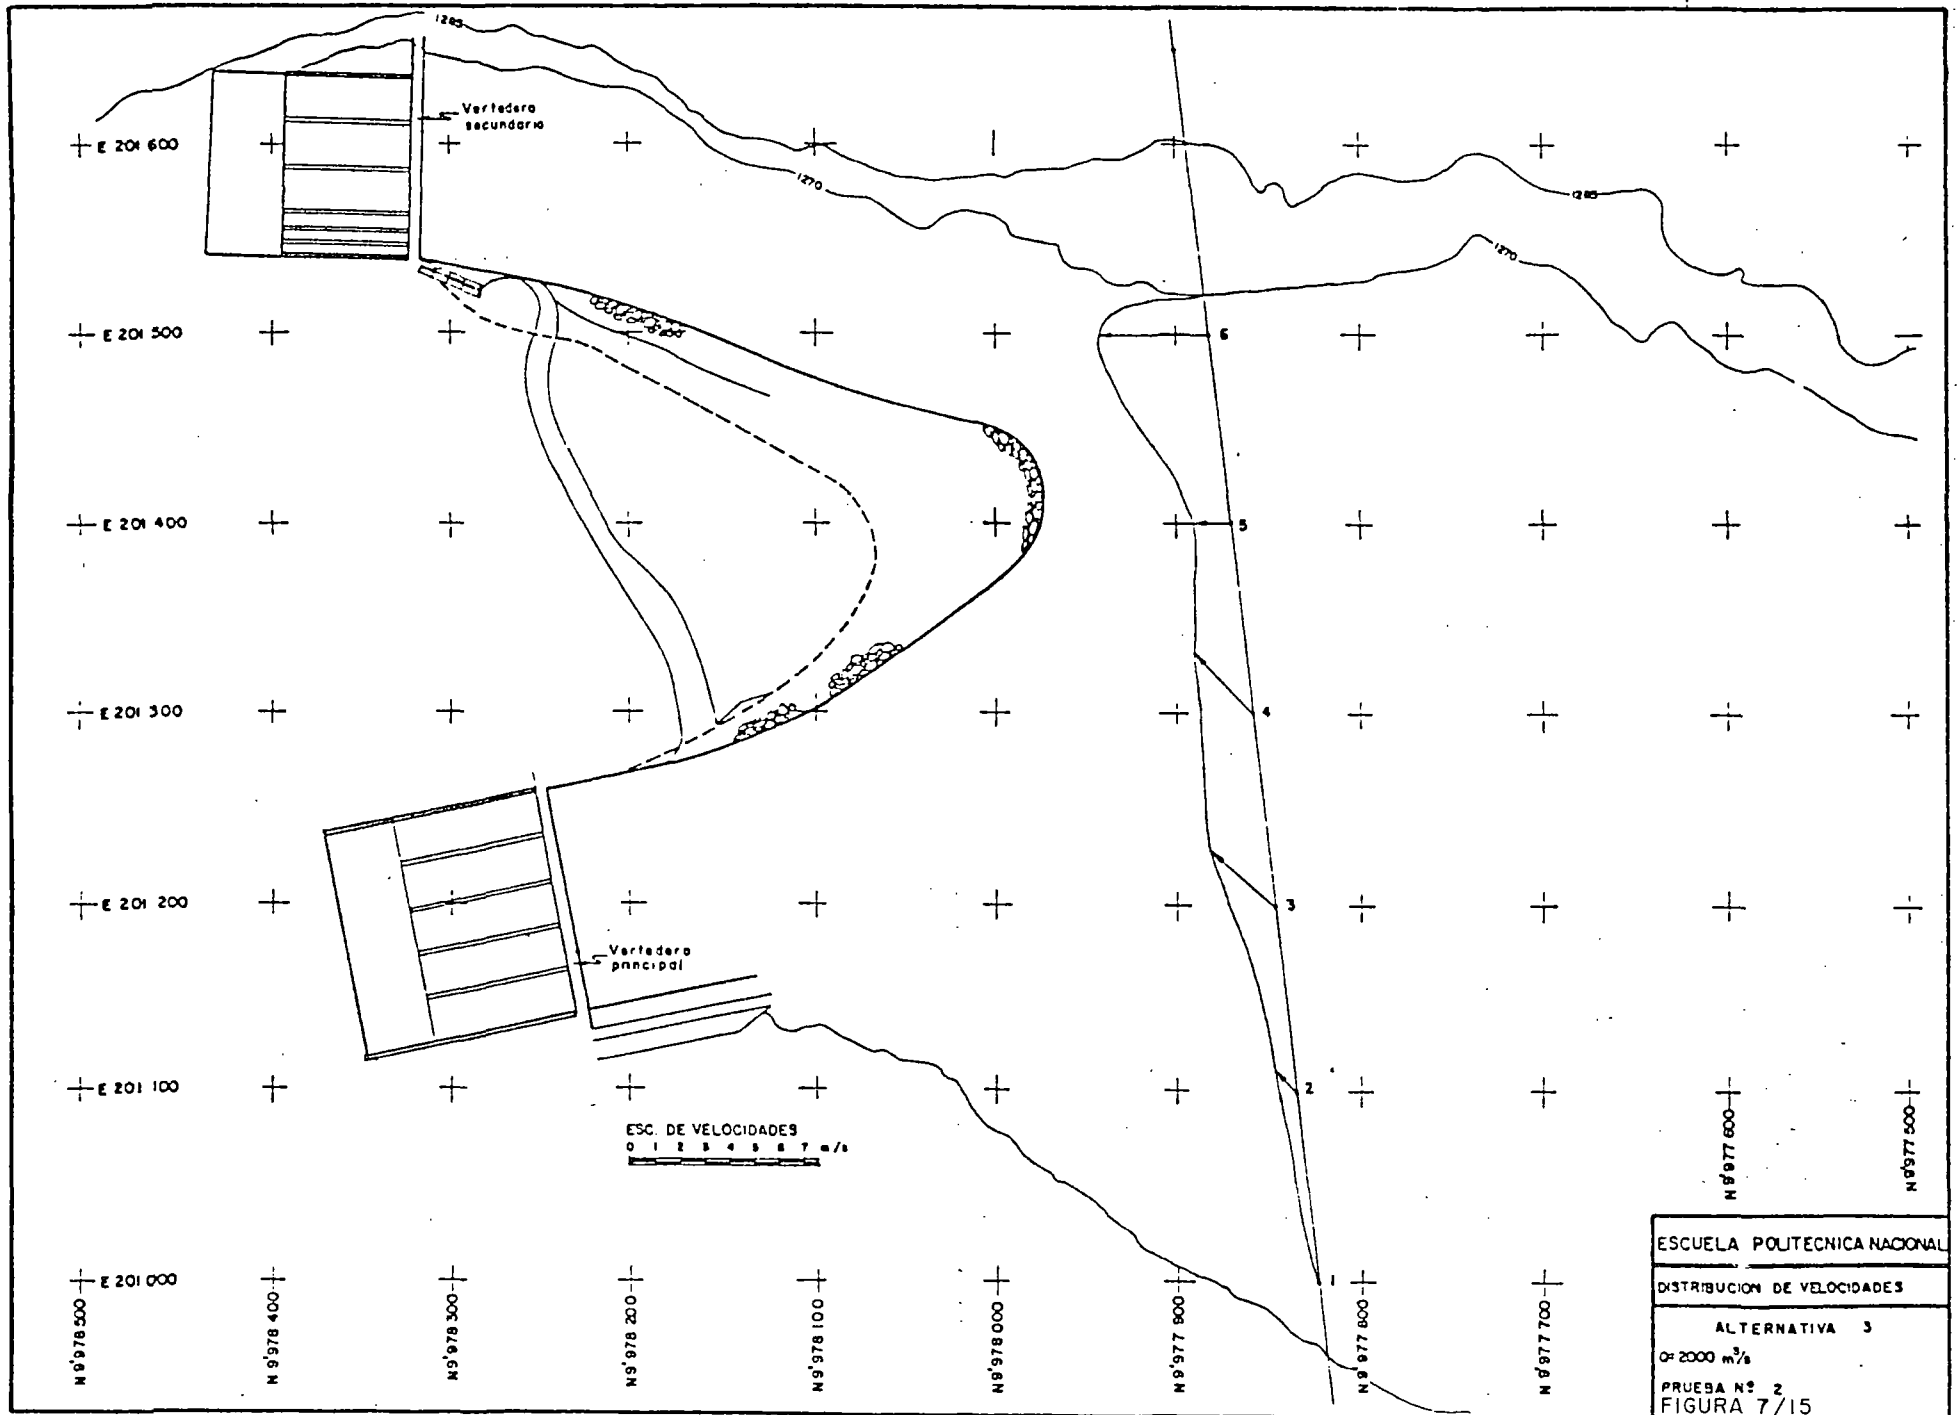 1285
Vertedero
secundario
E 201 600
1270
1285
1270
E 201 500
6
E 201 400
5
E 201 300
4
E 201 200
3
Vertedero
principal
E 201 100
2
ESC. DE VELOCIDADES
0 1 2 3 4 5 6 7 m/s
E 201 000
1
N 9'978 500
N 9'978 400
N 9'978 300
N 9'978 200
N 9'978 100
N 9'978 000
N 9'977 900
N 9'977 800
N 9'977 700
N 9'977 600
N 9'977 500
ESCUELA POLITECNICA NACIONAL
DISTRIBUCION DE VELOCIDADES
ALTERNATIVA 3
Q= 2000 m³/s
PRUEBA Nº 2
FIGURA 7/15